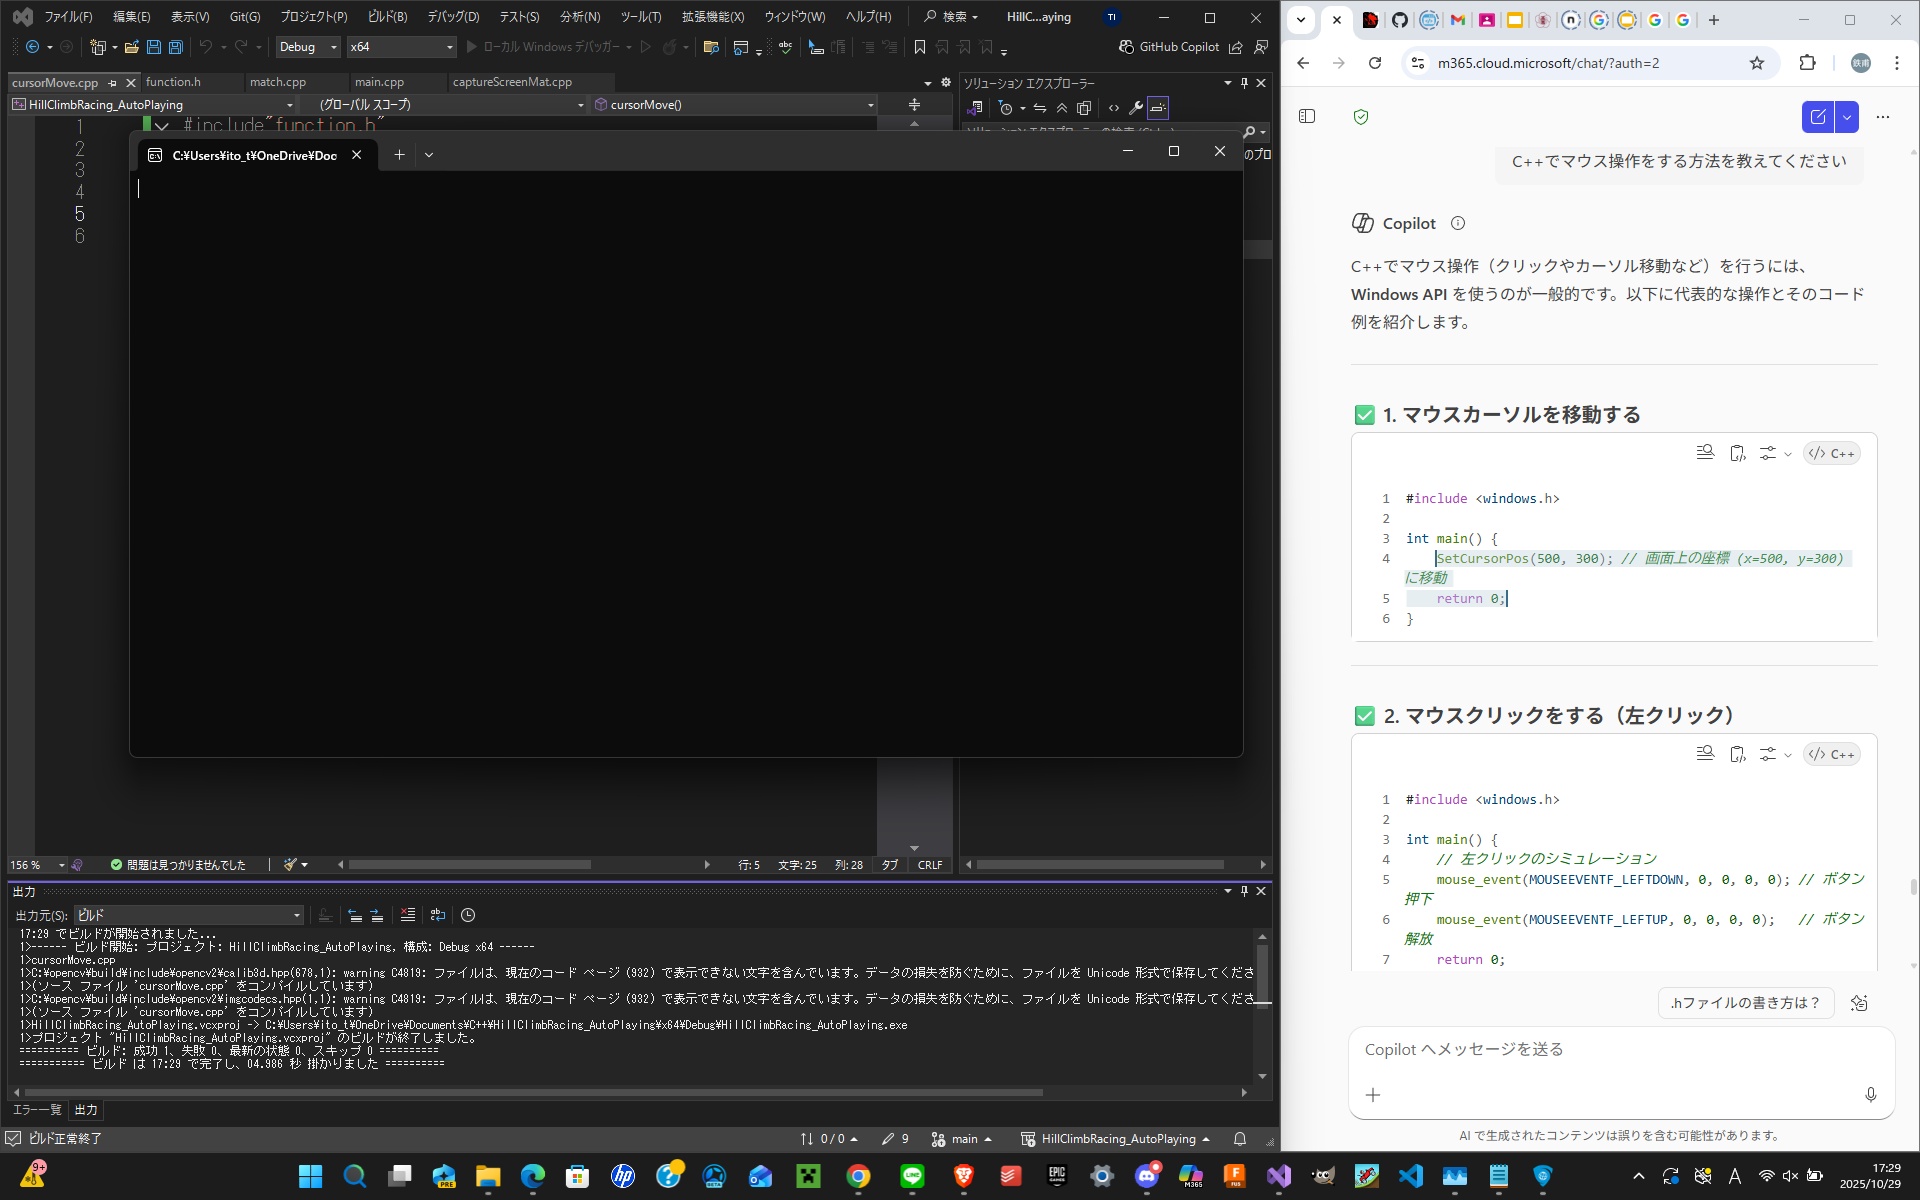 ファイル(F) 編集(E) 表示(V) Git(G) プロジェクト(P) ビルド(B) デバッグ(D) テスト(S) 分析(N) ツール(T) 拡張機能(X) ウィンドウ(W) ヘルプ(H) 検索 HillC...aying TI
Debug x64 ローカル Windows デバッガー GitHub Copilot
cursorMove.cpp function.h match.cpp main.cpp captureScreenMat.cpp
HillClimbRacing_AutoPlaying (グローバル スコープ) cursorMove()
1 #include"function.h"
2
3
4
5
6
C:¥Users¥ito_t¥OneDrive¥Doc
ソリューション エクスプローラー
のプロ
156 % 問題は見つかりませんでした 行: 5 文字: 25 列: 28 タブ CRLF
出力
出力元(S): ビルド
17:29 でビルドが開始されました...
1>------ ビルド開始: プロジェクト: HillClimbRacing_AutoPlaying, 構成: Debug x64 ------
1>cursorMove.cpp
1>C:¥opencv¥build¥include¥opencv2¥calib3d.hpp(678,1): warning C4819: ファイルは、現在のコード ページ (932) で表示できない文字を含んでいます。データの損失を防ぐために、ファイルを Unicode 形式で保存してくださ
1>(ソース ファイル 'cursorMove.cpp' をコンパイルしています)
1>C:¥opencv¥build¥include¥opencv2¥imgcodecs.hpp(1,1): warning C4819: ファイルは、現在のコード ページ (932) で表示できない文字を含んでいます。データの損失を防ぐために、ファイルを Unicode 形式で保存してくださ
1>(ソース ファイル 'cursorMove.cpp' をコンパイルしています)
1>HillClimbRacing_AutoPlaying.vcxproj -> C:¥Users¥ito_t¥OneDrive¥Documents¥C++¥HillClimbRacing_AutoPlaying¥x64¥Debug¥HillClimbRacing_AutoPlaying.exe
1>プロジェクト "HillClimbRacing_AutoPlaying.vcxproj" のビルドが終了しました。
========== ビルド: 成功 1、失敗 0、最新の状態 0、スキップ 0 ==========
=========== ビルド は 17:29 で完了し、04.986 秒 掛かりました ==========
エラー一覧 出力
ビルド正常終了 0 / 0 9 main HillClimbRacing_AutoPlaying
m365.cloud.microsoft/chat/?auth=2
C++でマウス操作をする方法を教えてください
Copilot
C++でマウス操作（クリックやカーソル移動など）を行うには、
Windows API を使うのが一般的です。以下に代表的な操作とそのコード
例を紹介します。
1. マウスカーソルを移動する
</> C++
1 #include <windows.h>
2
3 int main() {
4 SetCursorPos(500, 300); // 画面上の座標 (x=500, y=300)
に移動
5 return 0;
6 }
2. マウスクリックをする（左クリック）
</> C++
1 #include <windows.h>
2
3 int main() {
4 // 左クリックのシミュレーション
5 mouse_event(MOUSEEVENTF_LEFTDOWN, 0, 0, 0, 0); // ボタン
押下
6 mouse_event(MOUSEEVENTF_LEFTUP, 0, 0, 0, 0); // ボタン
解放
7 return 0;
.hファイルの書き方は？
Copilot へメッセージを送る
AI で生成されたコンテンツは誤りを含む可能性があります。
9+ PRE hp BETA LINE EPIC GAMES M365 F FUS A
17:29
2025/10/29